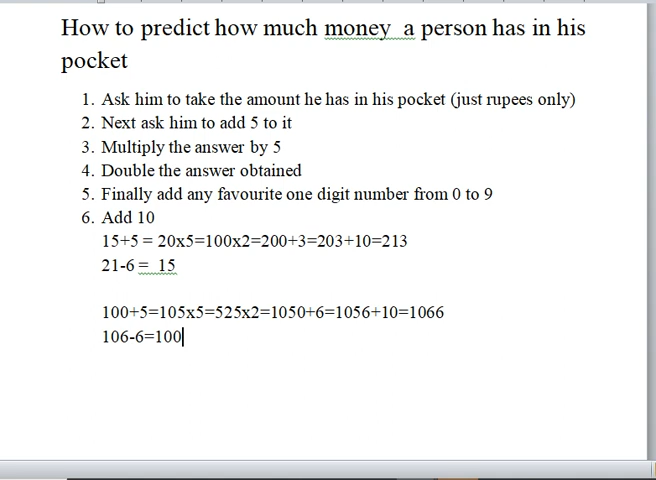 How to predict how much money  a person has in his
pocket
1. Ask him to take the amount he has in his pocket (just rupees only)
2. Next ask him to add 5 to it
3. Multiply the answer by 5
4. Double the answer obtained
5. Finally add any favourite one digit number from 0 to 9
6. Add 10
15+5 = 20x5=100x2=200+3=203+10=213
21-6 =  15
100+5=105x5=525x2=1050+6=1056+10=1066
106-6=100